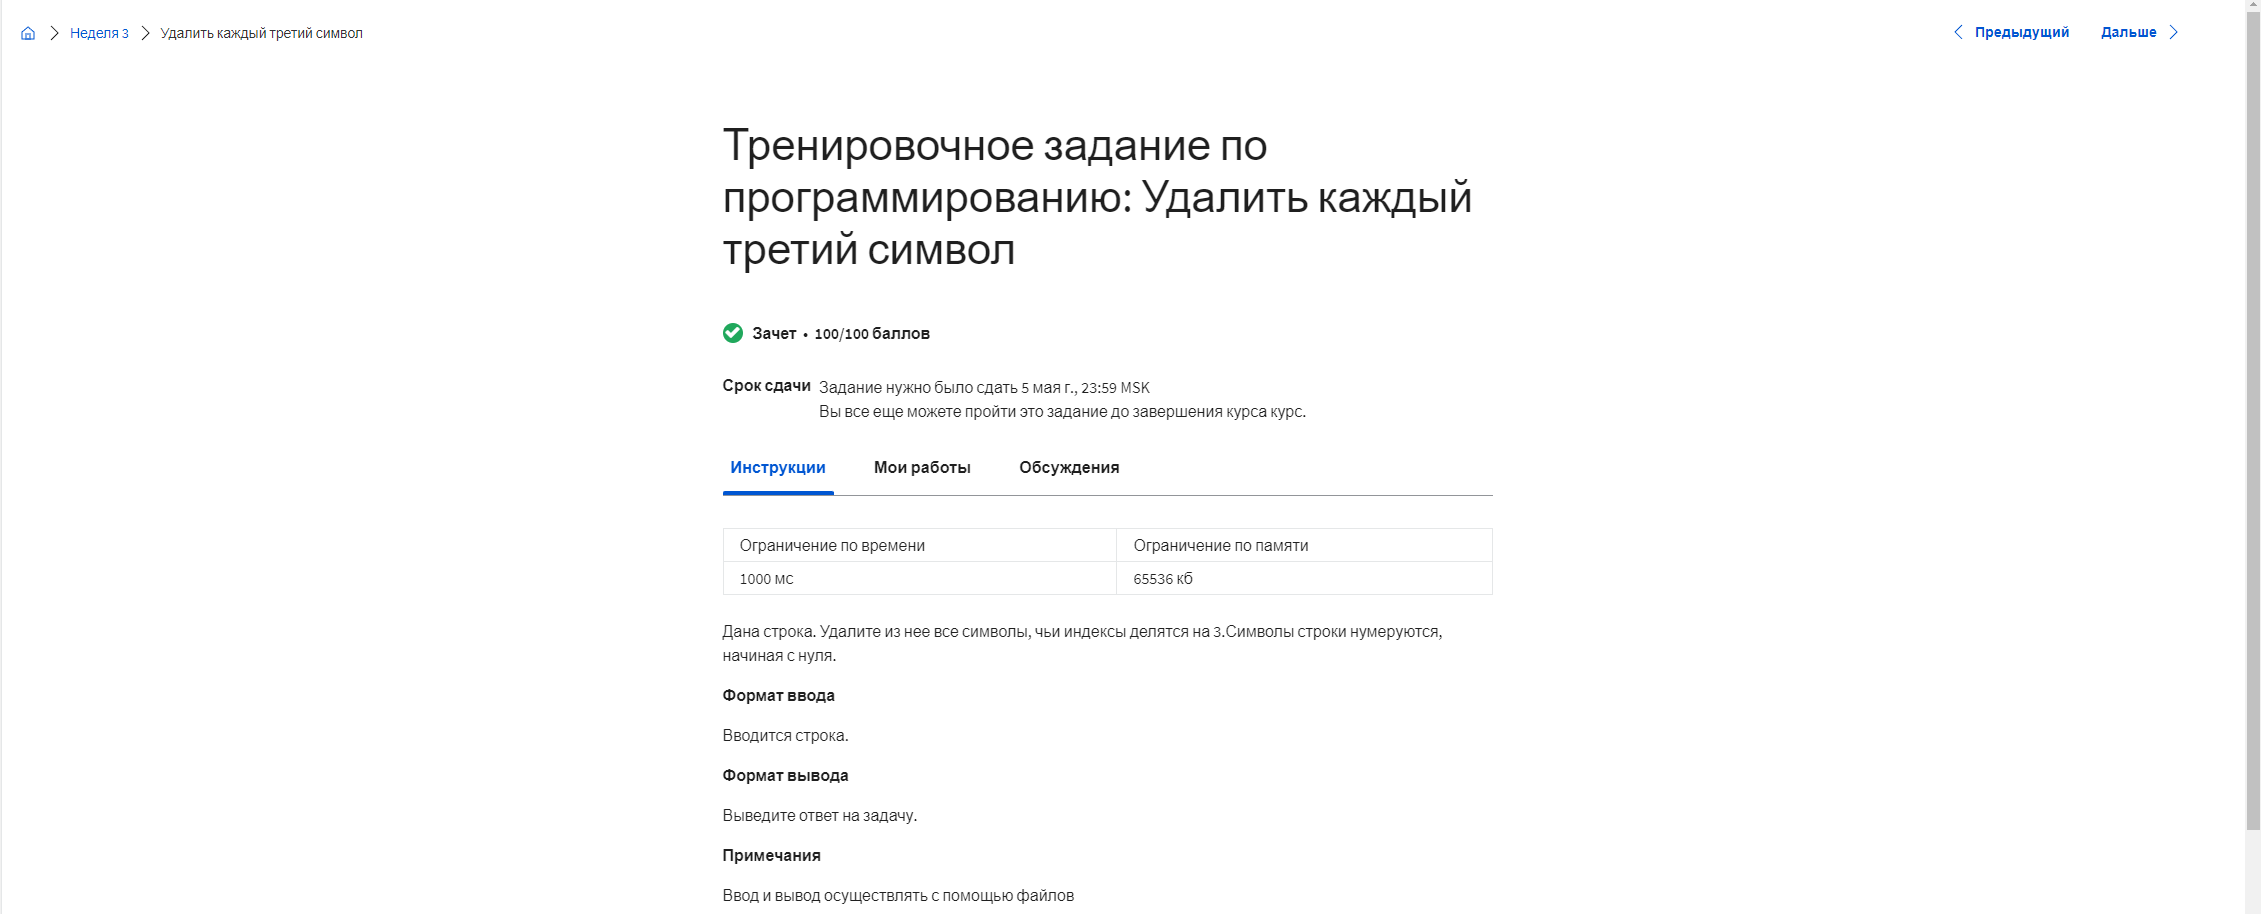 Неделя 3 Удалить каждый третий символ Предыдущий Дальше
Тренировочное задание по
программированию: Удалить каждый
третий символ
Зачет • 100/100 баллов
Срок сдачи Задание нужно было сдать 5 мая г., 23:59 MSK
Вы все еще можете пройти это задание до завершения курса курс.
Инструкции Мои работы Обсуждения
Ограничение по времени Ограничение по памяти
1000 мс 65536 кб
Дана строка. Удалите из нее все символы, чьи индексы делятся на 3.Символы строки нумеруются,
начиная с нуля.
Формат ввода
Вводится строка.
Формат вывода
Выведите ответ на задачу.
Примечания
Ввод и вывод осуществлять с помощью файлов